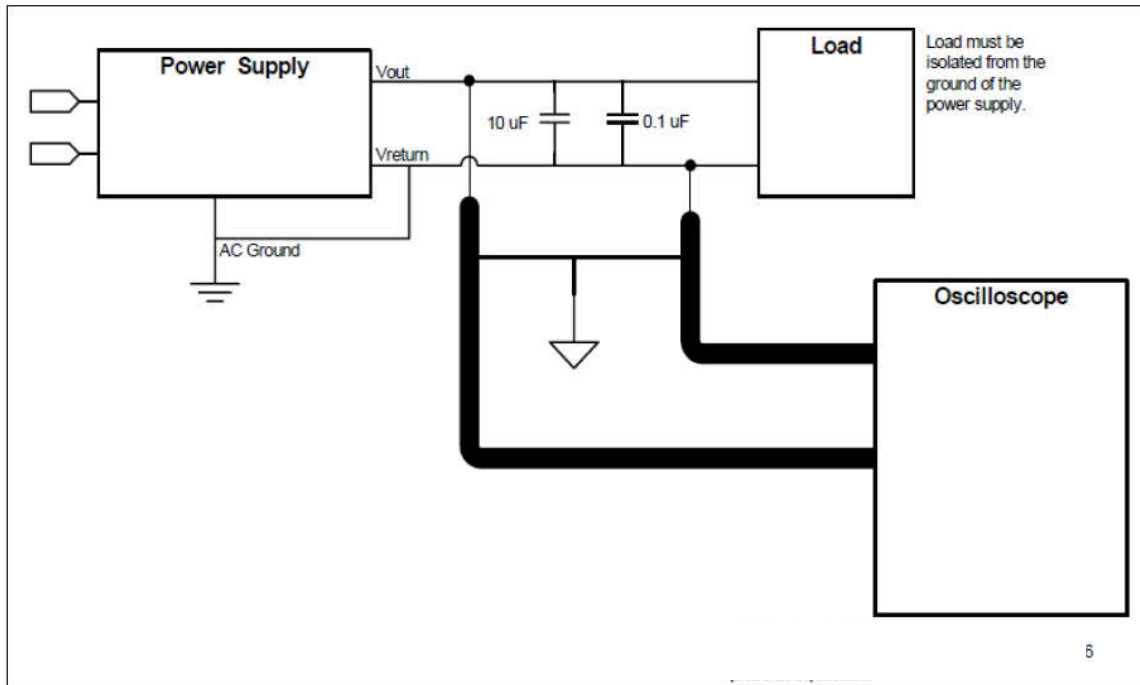 Power Supply
Vout
Vreturn
AC Ground
10 uF
0.1 uF
Load
Load must be
isolated from the
ground of the
power supply.
Oscilloscope
6